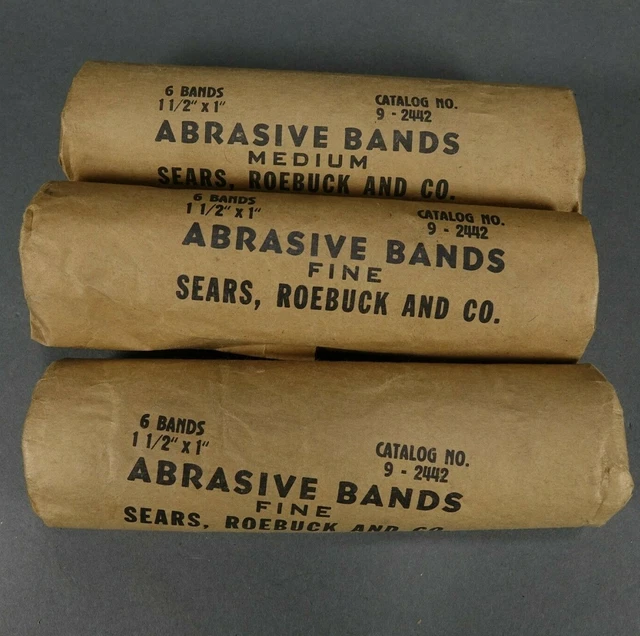 6 BANDS
1 1/2" x 1"
CATALOG NO.
9 - 2442
ABRASIVE BANDS
MEDIUM
SEARS, ROEBUCK AND CO.
6 BANDS
1 1/2" x 1"
CATALOG NO.
9 - 2442
ABRASIVE BANDS
FINE
SEARS, ROEBUCK AND CO.
6 BANDS
1 1/2" x 1"
CATALOG NO.
9 - 2442
ABRASIVE BANDS
FINE
SEARS, ROEBUCK AND CO.